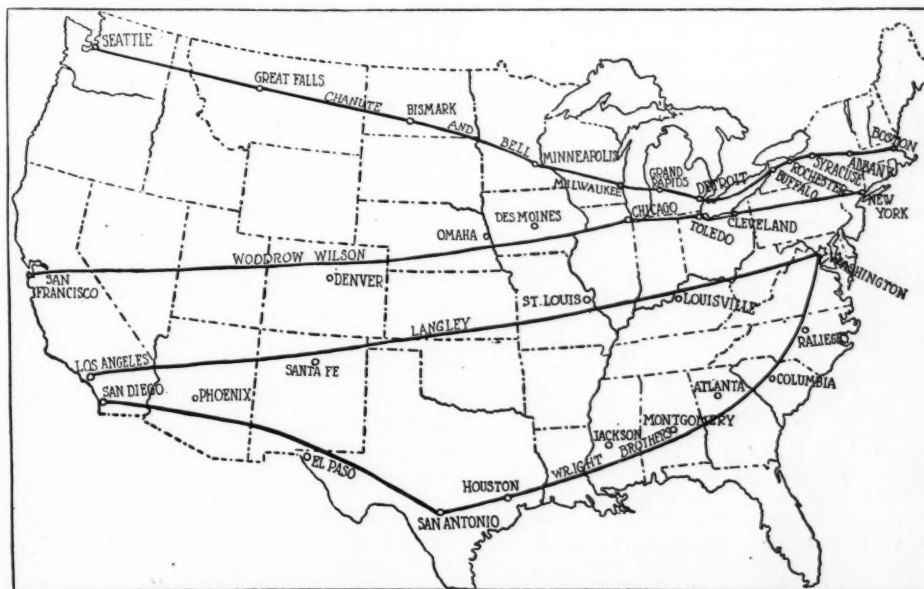 SEATTLE
GREAT FALLS
CHANUTE
BISMARK
AND
BELL
MINNEAPOLIS
MILLWAUKEE
GRAND
RAPIDS
DETROIT
BOSTON
ALBANY
SYRACUSE
ROCHESTER
BUFFALO
NEW
YORK
CHICAGO
TOLEDO
CLEVELAND
DES MOINES
OMAHA
WOODROW WILSON
SAN
FRANCISCO
DENVER
WASHINGTON
ST. LOUIS
LOUISVILLE
LANGLEY
LOS ANGELES
SANTA FE
RALIEGH
SAN DIEGO
PHOENIX
ATLANTA
COLUMBIA
MONTGOMERY
JACKSON
WRIGHT BROTHERS
EL PASO
HOUSTON
SAN ANTONIO